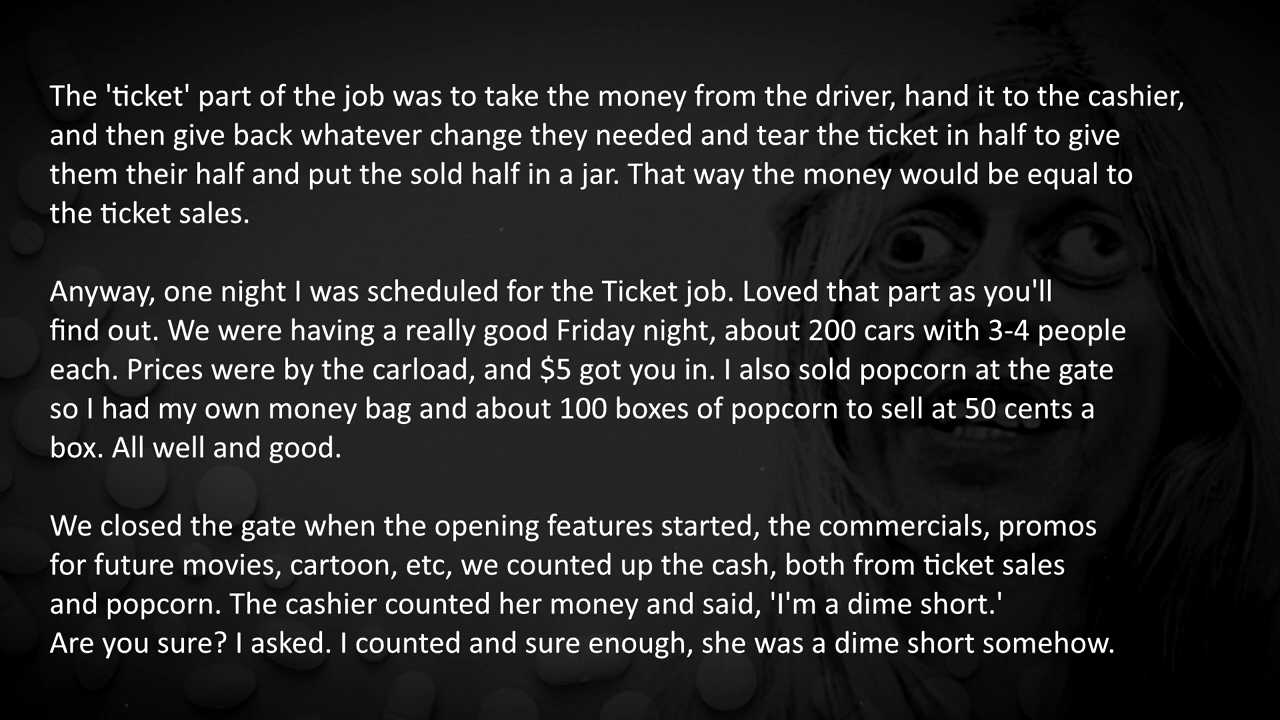 The 'ticket' part of the job was to take the money from the driver, hand it to the cashier,
and then give back whatever change they needed and tear the ticket in half to give
them their half and put the sold half in a jar. That way the money would be equal to
the ticket sales.
Anyway, one night I was scheduled for the Ticket job. Loved that part as you'll
find out. We were having a really good Friday night, about 200 cars with 3-4 people
each. Prices were by the carload, and $5 got you in. I also sold popcorn at the gate
so I had my own money bag and about 100 boxes of popcorn to sell at 50 cents a
box. All well and good.
We closed the gate when the opening features started, the commercials, promos
for future movies, cartoon, etc, we counted up the cash, both from ticket sales
and popcorn. The cashier counted her money and said, 'I'm a dime short.'
Are you sure? I asked. I counted and sure enough, she was a dime short somehow.